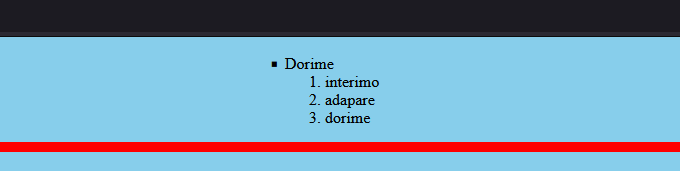 ▪ Dorime
1. interimo
2. adapare
3. dorime